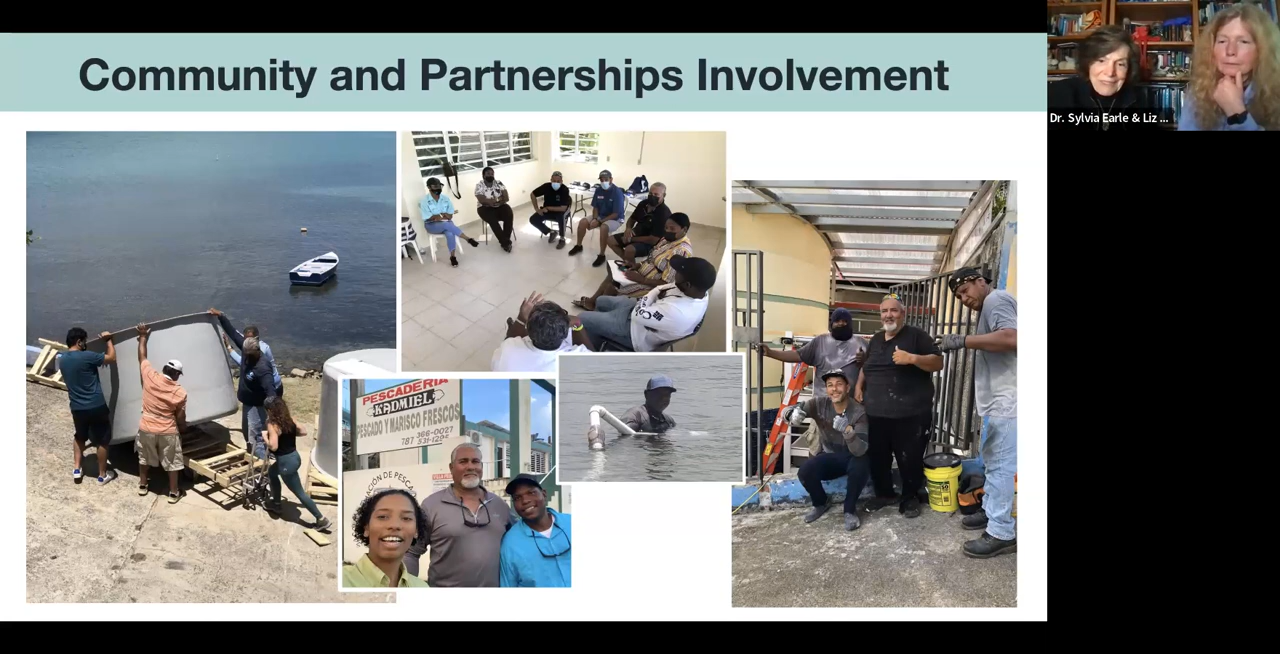 Community and Partnerships Involvement
Dr. Sylvia Earle & Liz ...
PESCADERIA
KADMIEL
PESCADO Y MARISCO FRESCOS
787 366-0027